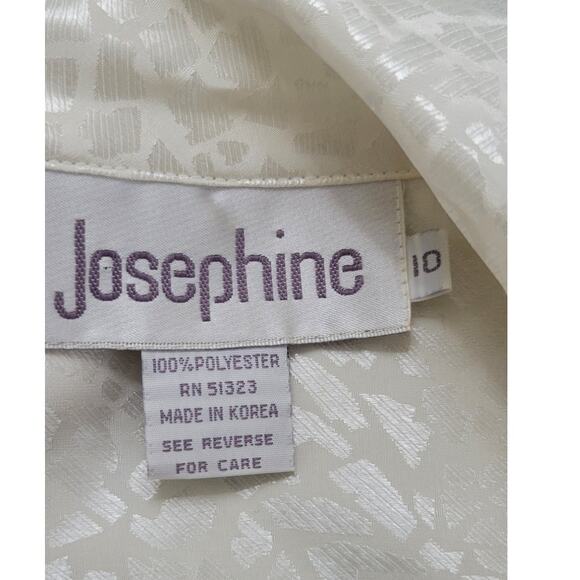 Josephine
10
100%POLYESTER
RN 51323
MADE IN KOREA
SEE REVERSE
FOR CARE